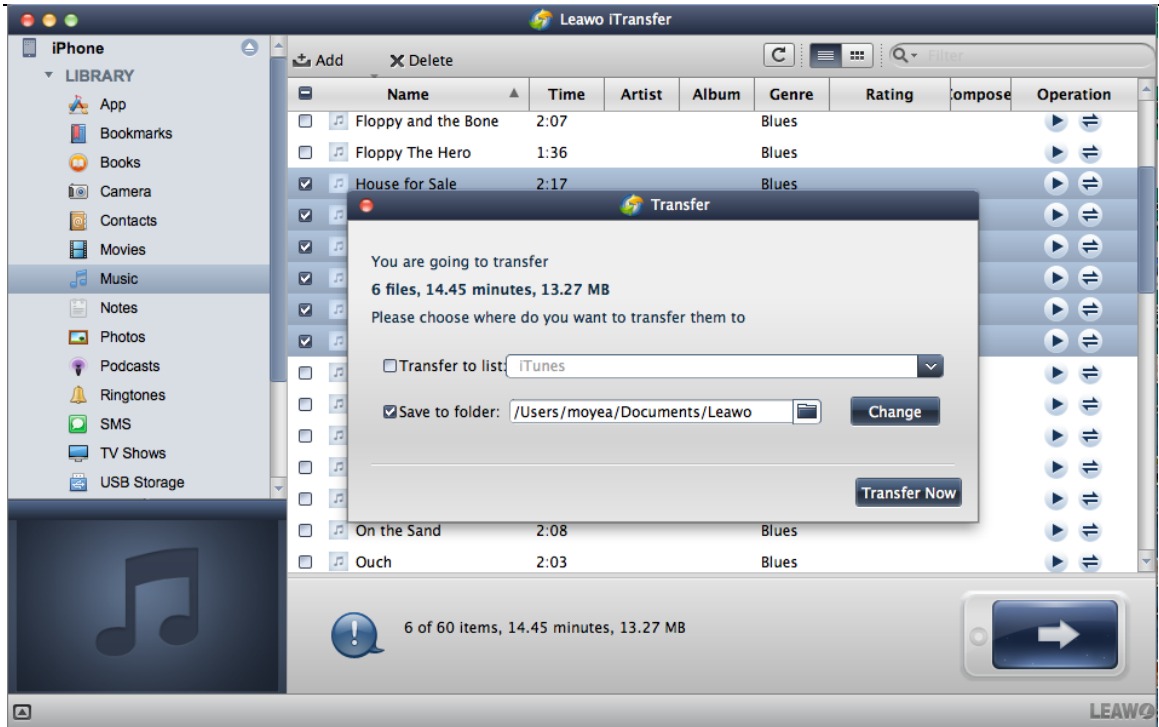 Leawo iTransfer
iPhone
LIBRARY
App
Bookmarks
Books
Camera
Contacts
Movies
Music
Notes
Photos
Podcasts
Ringtones
SMS
TV Shows
USB Storage
Add Delete Filter
Name Time Artist Album Genre Rating Compose Operation
Floppy and the Bone 2:07 Blues
Floppy The Hero 1:36 Blues
House for Sale 2:17 Blues
Transfer
You are going to transfer
6 files, 14.45 minutes, 13.27 MB
Please choose where do you want to transfer them to
Transfer to list: iTunes
Save to folder: /Users/moyea/Documents/Leawo Change
Transfer Now
On the Sand 2:08 Blues
Ouch 2:03 Blues
6 of 60 items, 14.45 minutes, 13.27 MB
LEAWO